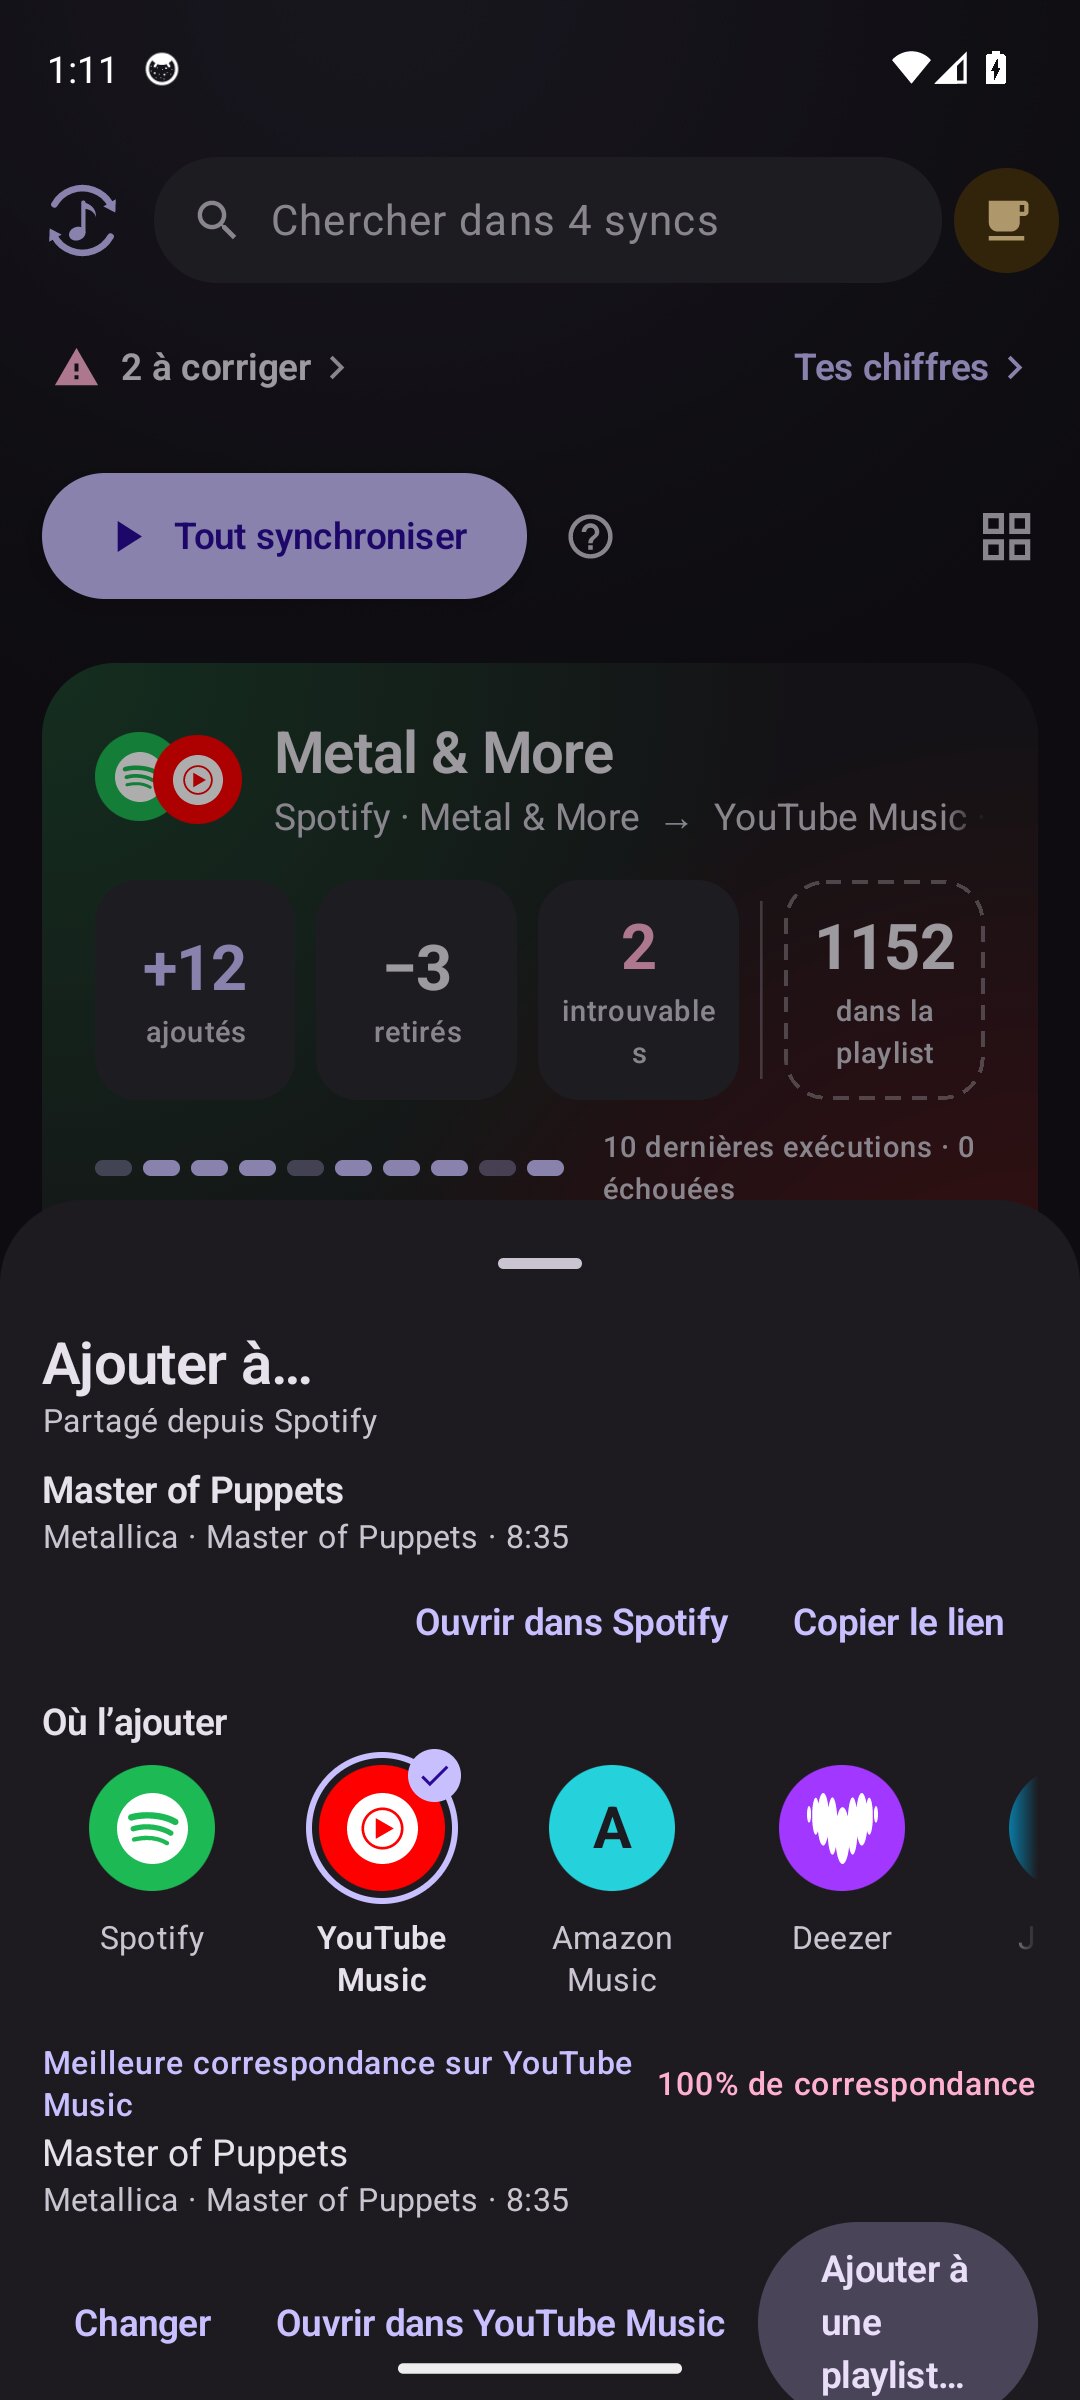 1:11
Chercher dans 4 syncs
2 à corriger
Tes chiffres
Tout synchroniser
Metal & More
Spotify · Metal & More → YouTube Music
+12
ajoutés
−3
retirés
2
introuvable
s
1152
dans la
playlist
10 dernières exécutions · 0
échouées
Ajouter à…
Partagé depuis Spotify
Master of Puppets
Metallica · Master of Puppets · 8:35
Ouvrir dans Spotify
Copier le lien
Où l’ajouter
Spotify
YouTube
Music
A
Amazon
Music
Deezer
J
Meilleure correspondance sur YouTube
Music
100% de correspondance
Master of Puppets
Metallica · Master of Puppets · 8:35
Changer
Ouvrir dans YouTube Music
Ajouter à
une
playlist…